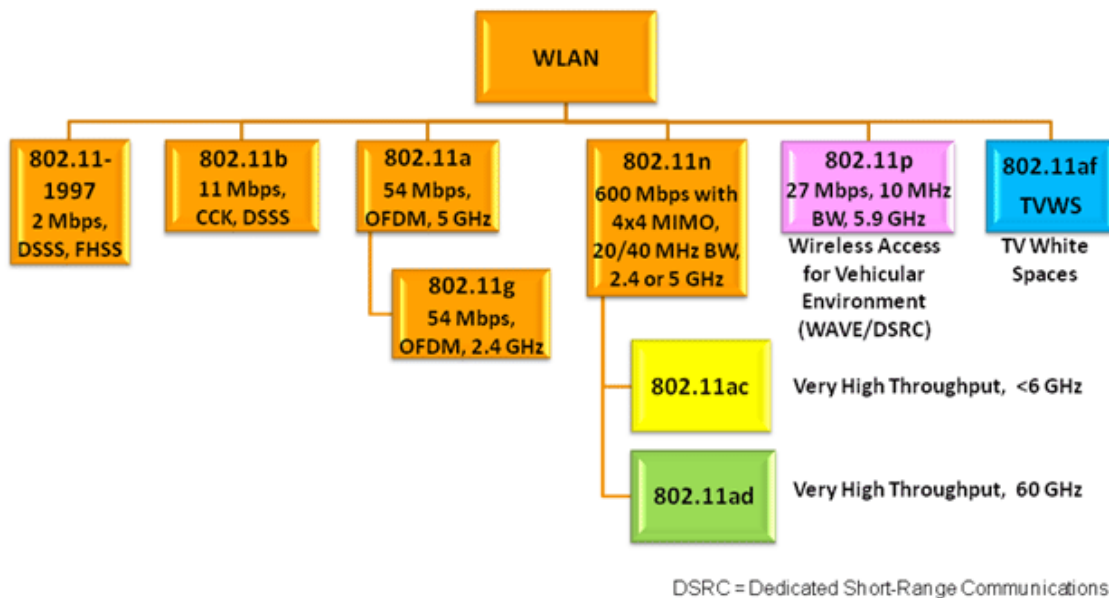 WLAN
802.11-
1997
2 Mbps,
DSSS, FHSS
802.11b
11 Mbps,
CCK, DSSS
802.11a
54 Mbps,
OFDM, 5 GHz
802.11g
54 Mbps,
OFDM, 2.4 GHz
802.11n
600 Mbps with
4x4 MIMO,
20/40 MHz BW,
2.4 or 5 GHz
802.11ac
Very High Throughput, <6 GHz
802.11ad
Very High Throughput, 60 GHz
802.11p
27 Mbps, 10 MHz
BW, 5.9 GHz
Wireless Access
for Vehicular
Environment
(WAVE/DSRC)
802.11af
TVWS
TV White
Spaces
DSRC = Dedicated Short-Range Communications